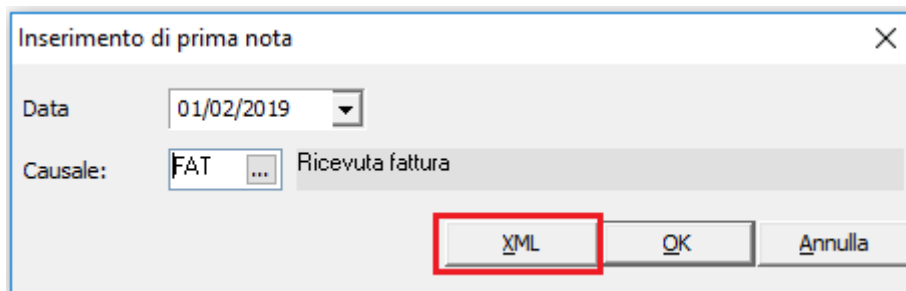 Inserimento di prima nota
Data 01/02/2019
Causale: FAT ... Ricevuta fattura
XML OK Annulla